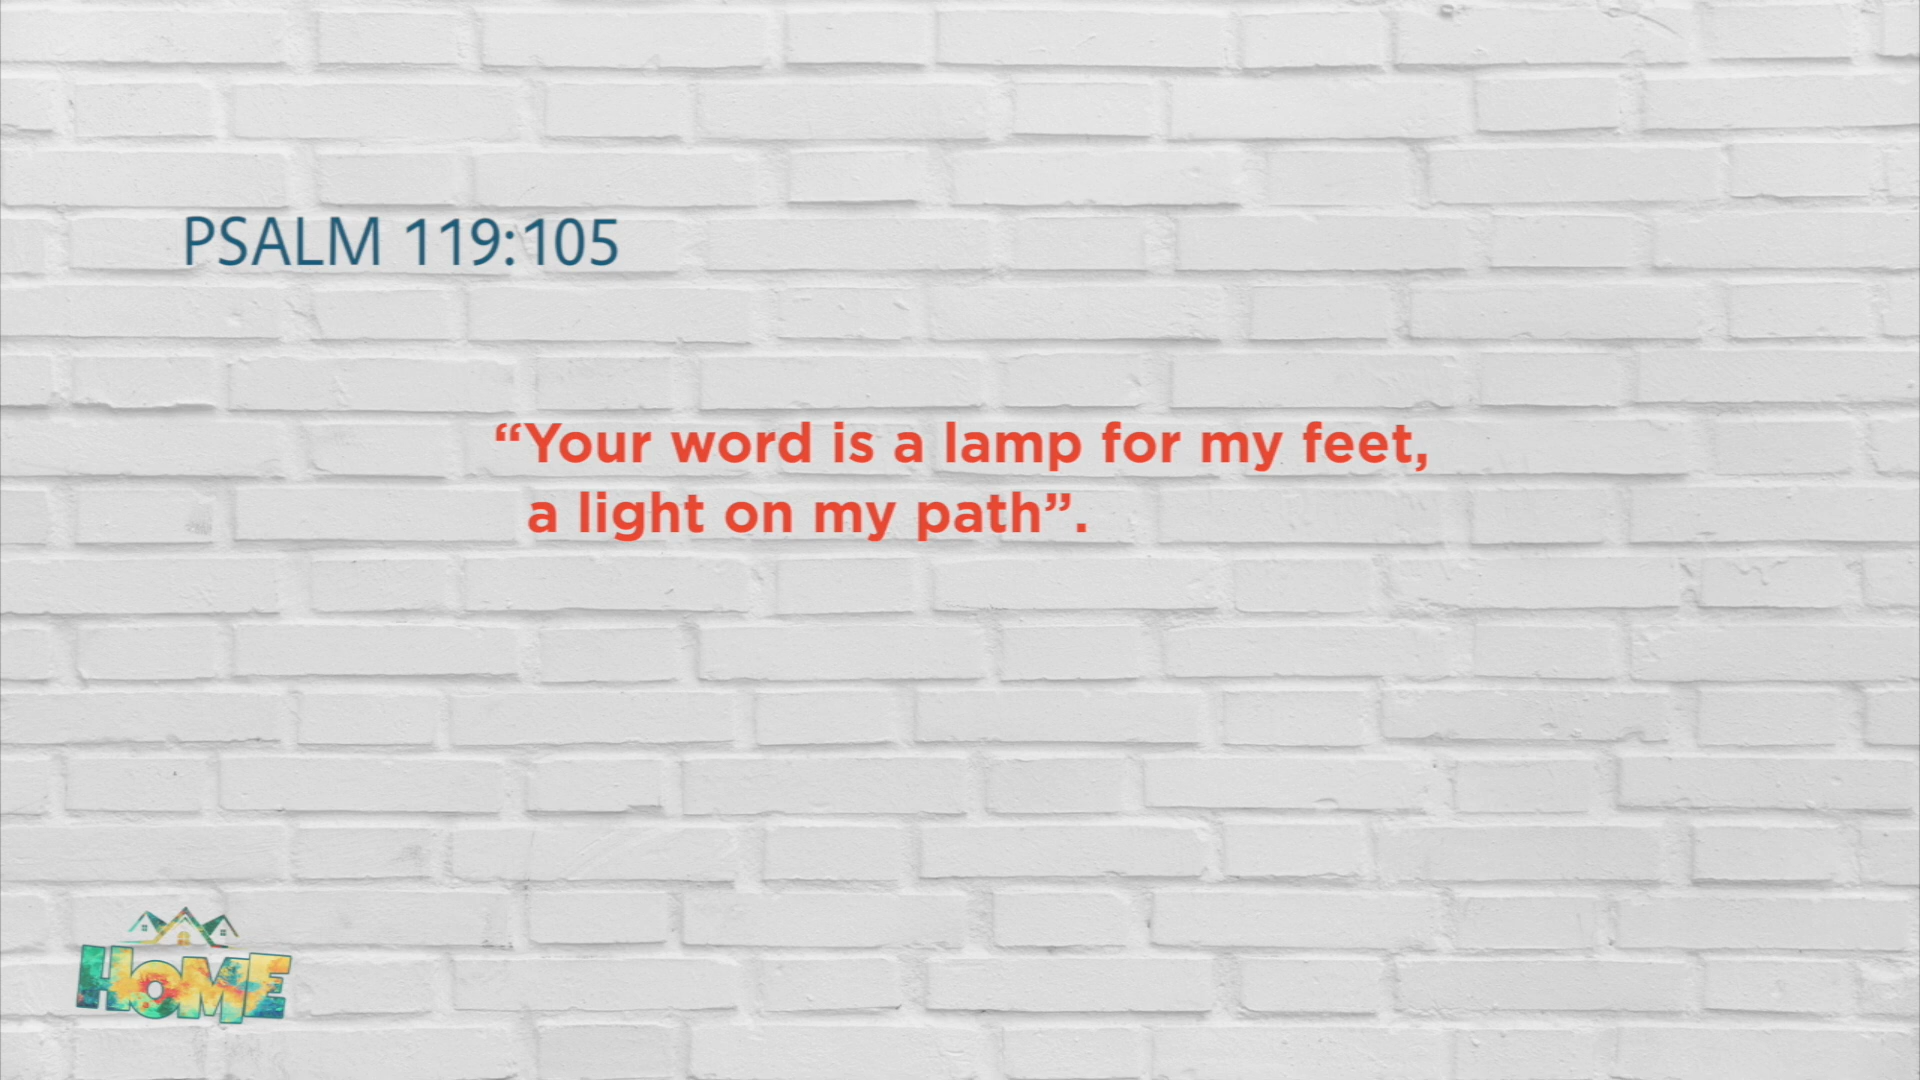 PSALM 119:105
“Your word is a lamp for my feet,
a light on my path”.
HOME